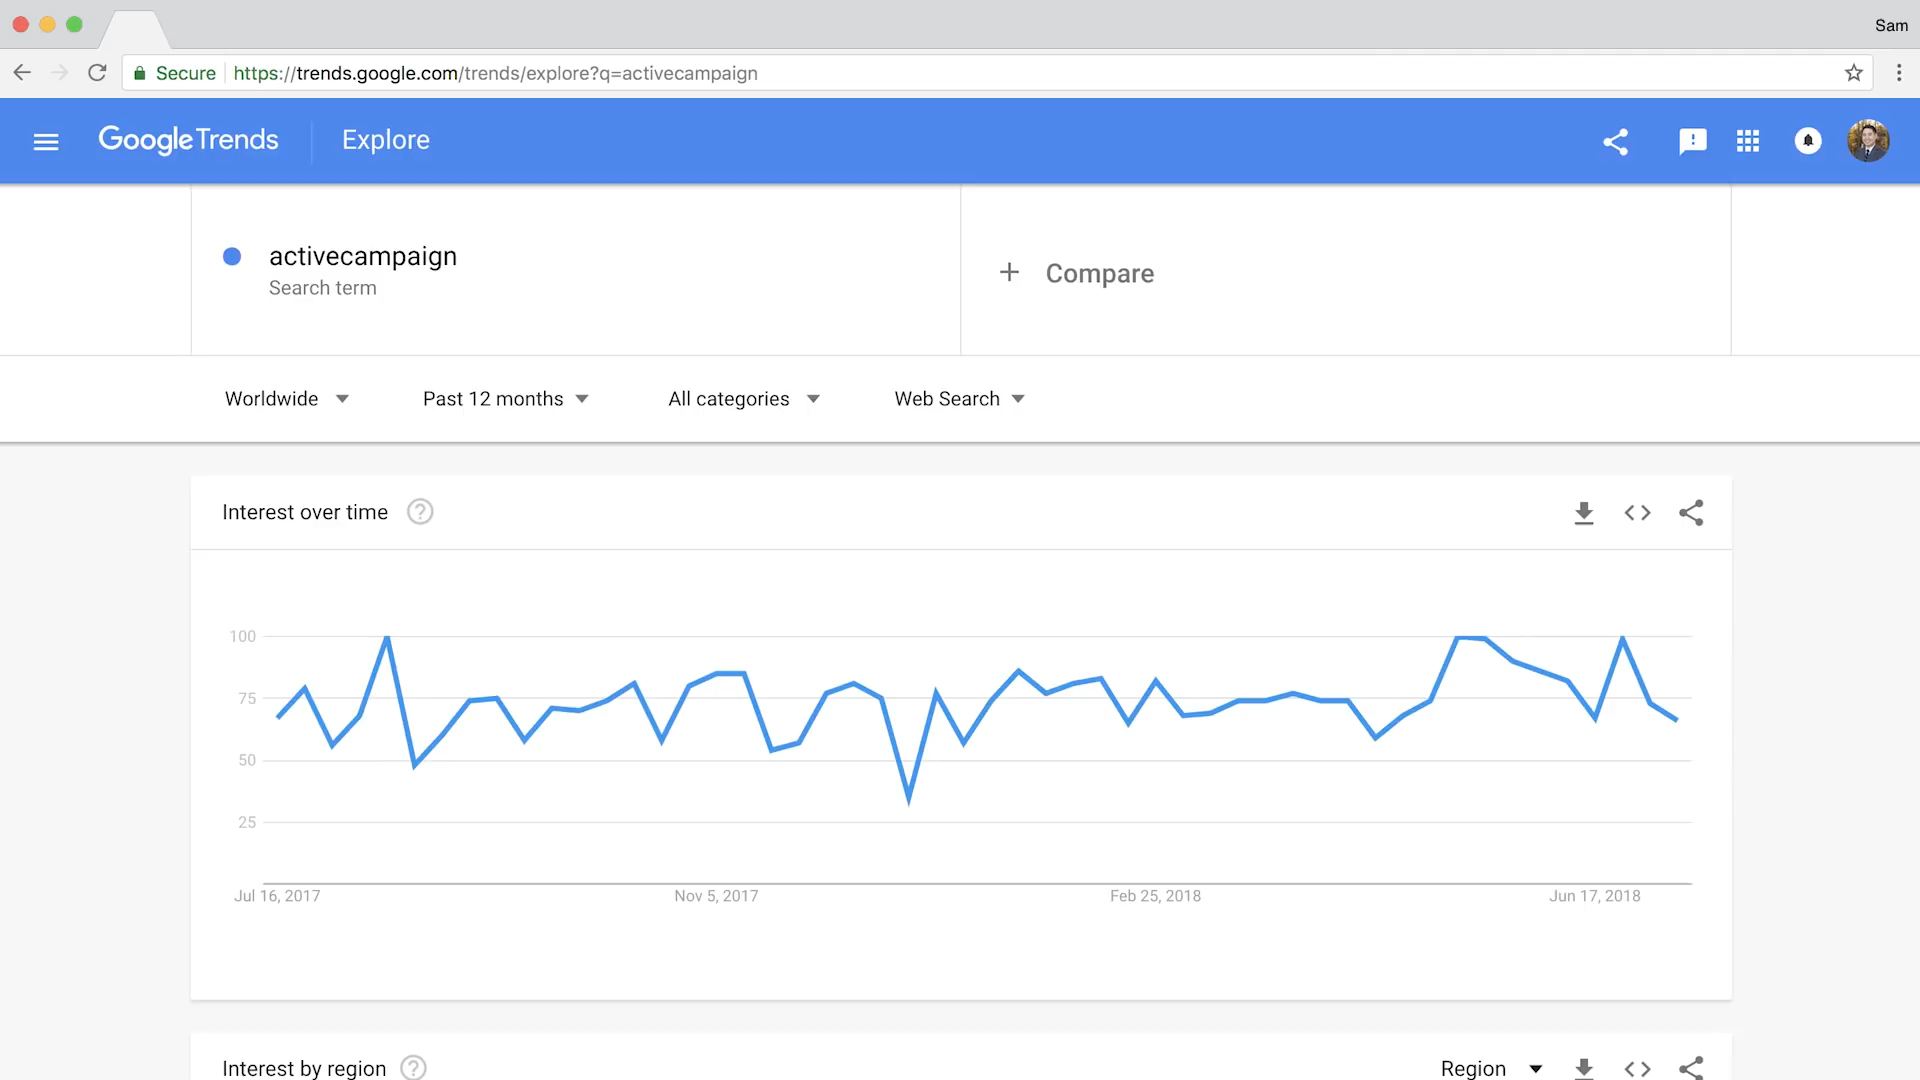 Sam
Secure https://trends.google.com/trends/explore?q=activecampaign
Google Trends Explore
activecampaign
Search term
+ Compare
Worldwide Past 12 months All categories Web Search
Interest over time ?
100
75
50
25
Jul 16, 2017 Nov 5, 2017 Feb 25, 2018 Jun 17, 2018
Interest by region ? Region